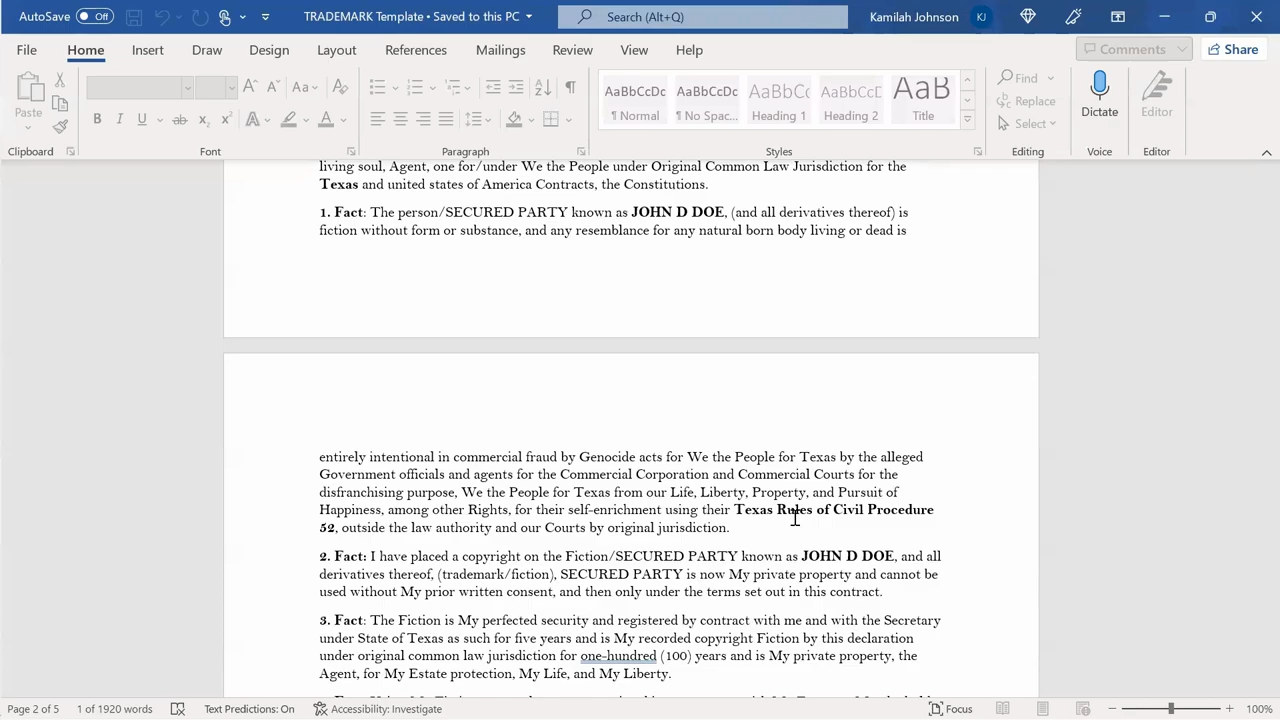 AutoSave Off TRADEMARK Template • Saved to this PC Search (Alt+Q) Kamilah Johnson KJ
File Home Insert Draw Design Layout References Mailings Review View Help Comments Share
Paste
Clipboard
Aa
B I U ab x₂ x² A A
Font
Paragraph
AaBbCcDc AaBbCcDc AaBbCc AaBbCcD AaB
¶ Normal ¶ No Spac... Heading Heading 2 Title
Styles
Find
Replace
Select
Editing
Dictate
Voice
Editor
Editor
living soul, Agent, one for/under We the People under Original Common Law Jurisdiction for the
Texas and united states of America Contracts, the Constitutions.
1. Fact: The person/SECURED PARTY known as JOHN D DOE, (and all derivatives thereof) is
fiction without form or substance, and any resemblance for any natural born body living or dead is
entirely intentional in commercial fraud by Genocide acts for We the People for Texas by the alleged
Government officials and agents for the Commercial Corporation and Commercial Courts for the
disfranchising purpose, We the People for Texas from our Life, Liberty, Property, and Pursuit of
Happiness, among other Rights, for their self-enrichment using their Texas Rules of Civil Procedure
52, outside the law authority and our Courts by original jurisdiction.
2. Fact: I have placed a copyright on the Fiction/SECURED PARTY known as JOHN D DOE, and all
derivatives thereof, (trademark/fiction), SECURED PARTY is now My private property and cannot be
used without My prior written consent, and then only under the terms set out in this contract.
3. Fact: The Fiction is My perfected security and registered by contract with me and with the Secretary
under State of Texas as such for five years and is My recorded copyright Fiction by this declaration
under original common law jurisdiction for one-hundred (100) years and is My private property, the
Agent, for My Estate protection, My Life, and My Liberty.
Page 2 of 5 1 of 1920 words Text Predictions: On Accessibility: Investigate Focus 100%